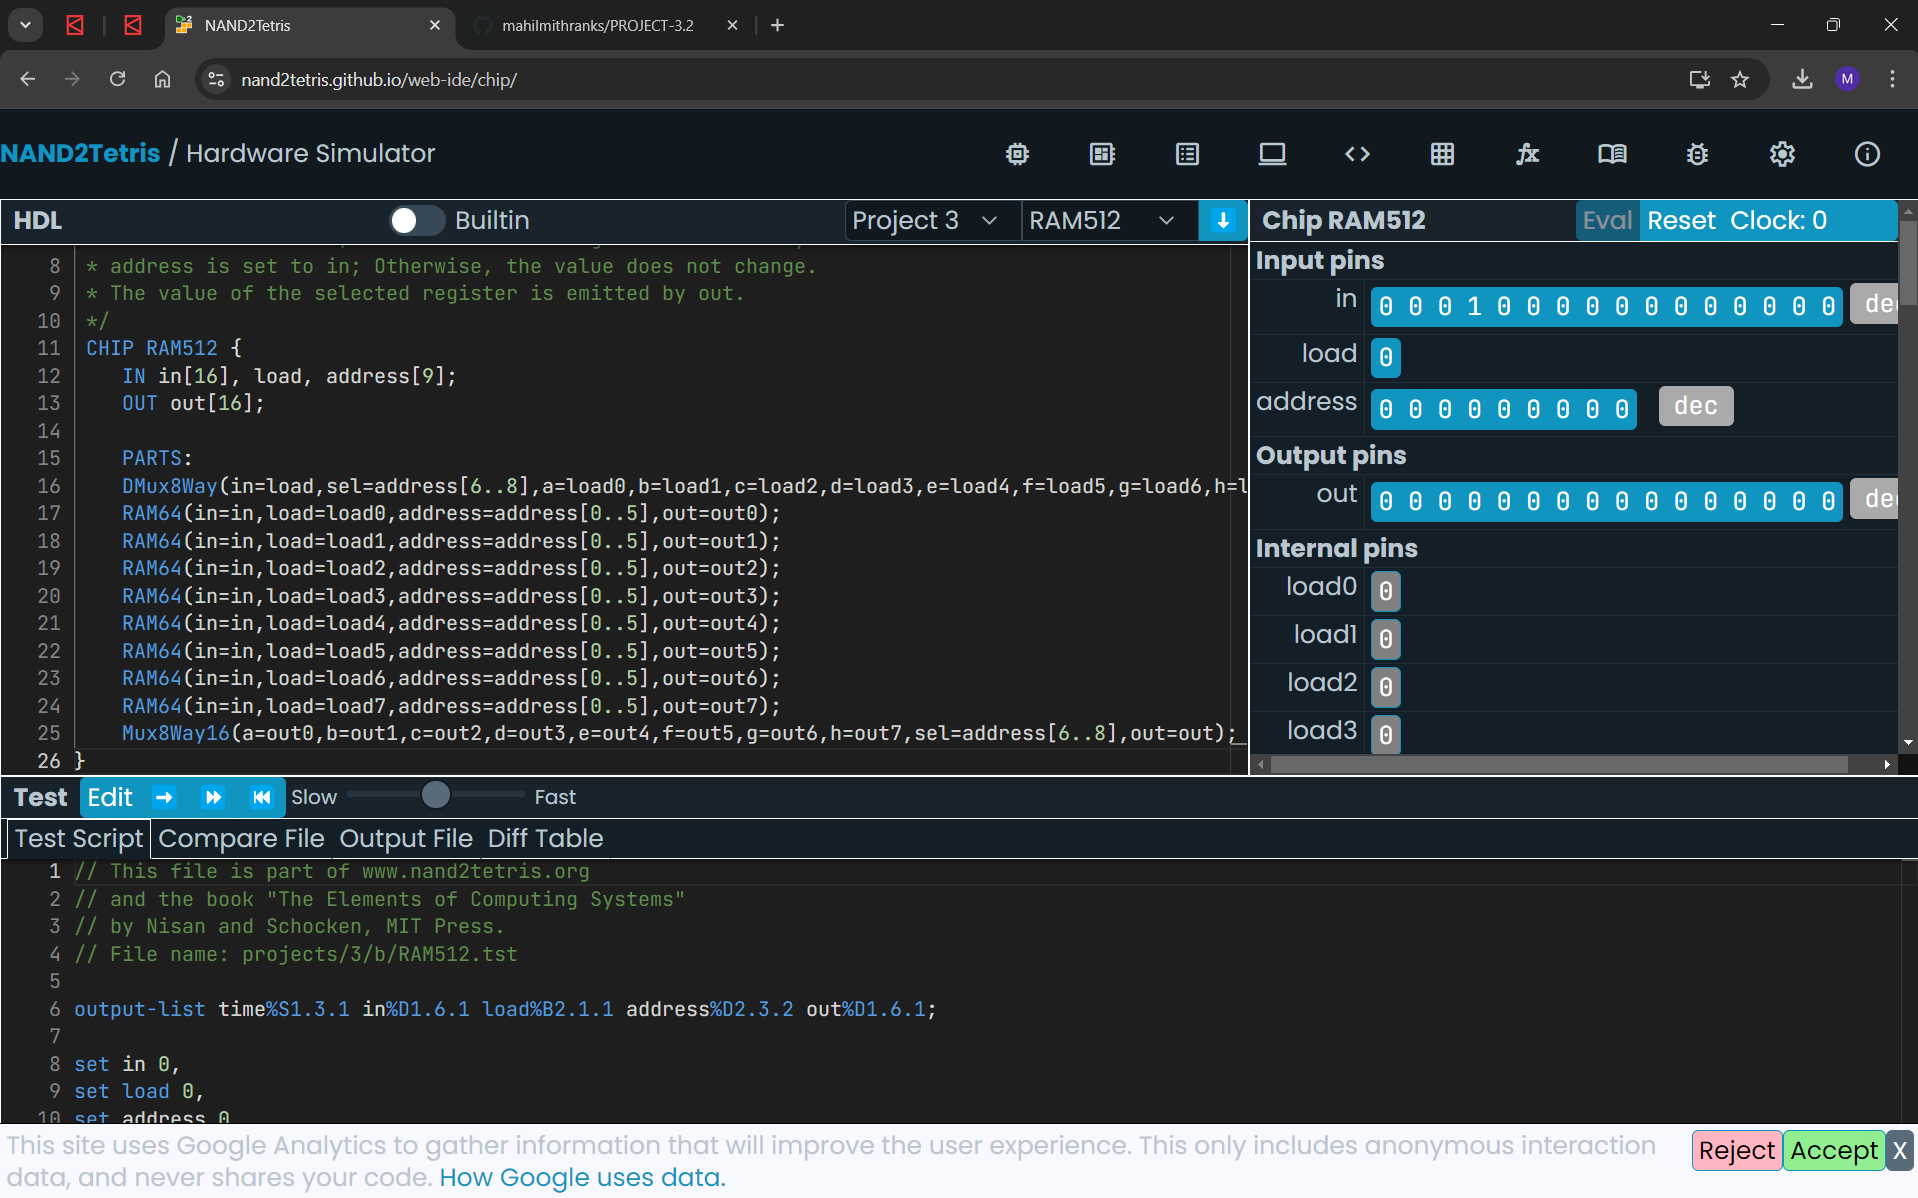 NAND2Tetris
mahilmithranks/PROJECT-3.2
nand2tetris.github.io/web-ide/chip/
M
NAND2Tetris / Hardware Simulator
HDL
Builtin
Project 3
RAM512
8 * address is set to in; Otherwise, the value does not change.
9 * The value of the selected register is emitted by out.
10 */
11 CHIP RAM512 {
12 IN in[16], load, address[9];
13 OUT out[16];
14
15 PARTS:
16 DMux8Way(in=load,sel=address[6..8],a=load0,b=load1,c=load2,d=load3,e=load4,f=load5,g=load6,h=l
17 RAM64(in=in,load=load0,address=address[0..5],out=out0);
18 RAM64(in=in,load=load1,address=address[0..5],out=out1);
19 RAM64(in=in,load=load2,address=address[0..5],out=out2);
20 RAM64(in=in,load=load3,address=address[0..5],out=out3);
21 RAM64(in=in,load=load4,address=address[0..5],out=out4);
22 RAM64(in=in,load=load5,address=address[0..5],out=out5);
23 RAM64(in=in,load=load6,address=address[0..5],out=out6);
24 RAM64(in=in,load=load7,address=address[0..5],out=out7);
25 Mux8Way16(a=out0,b=out1,c=out2,d=out3,e=out4,f=out5,g=out6,h=out7,sel=address[6..8],out=out);
26 }
Chip RAM512
Eval Reset Clock: 0
Input pins
in 0 0 0 1 0 0 0 0 0 0 0 0 0 0 0 0 dec
load 0
address 0 0 0 0 0 0 0 0 0 dec
Output pins
out 0 0 0 0 0 0 0 0 0 0 0 0 0 0 0 0 dec
Internal pins
load0 0
load1 0
load2 0
load3 0
Test Edit Slow Fast
Test Script Compare File Output File Diff Table
1 // This file is part of www.nand2tetris.org
2 // and the book "The Elements of Computing Systems"
3 // by Nisan and Schocken, MIT Press.
4 // File name: projects/3/b/RAM512.tst
5
6 output-list time%S1.3.1 in%D1.6.1 load%B2.1.1 address%D2.3.2 out%D1.6.1;
7
8 set in 0,
9 set load 0,
10 set address 0
This site uses Google Analytics to gather information that will improve the user experience. This only includes anonymous interaction
data, and never shares your code. How Google uses data.
Reject Accept X